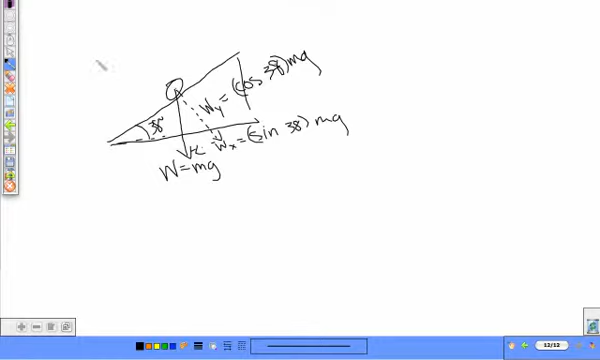 38°
Wy = (cos 38) mg
Wx = (sin 38) mg
W = mg
12/12